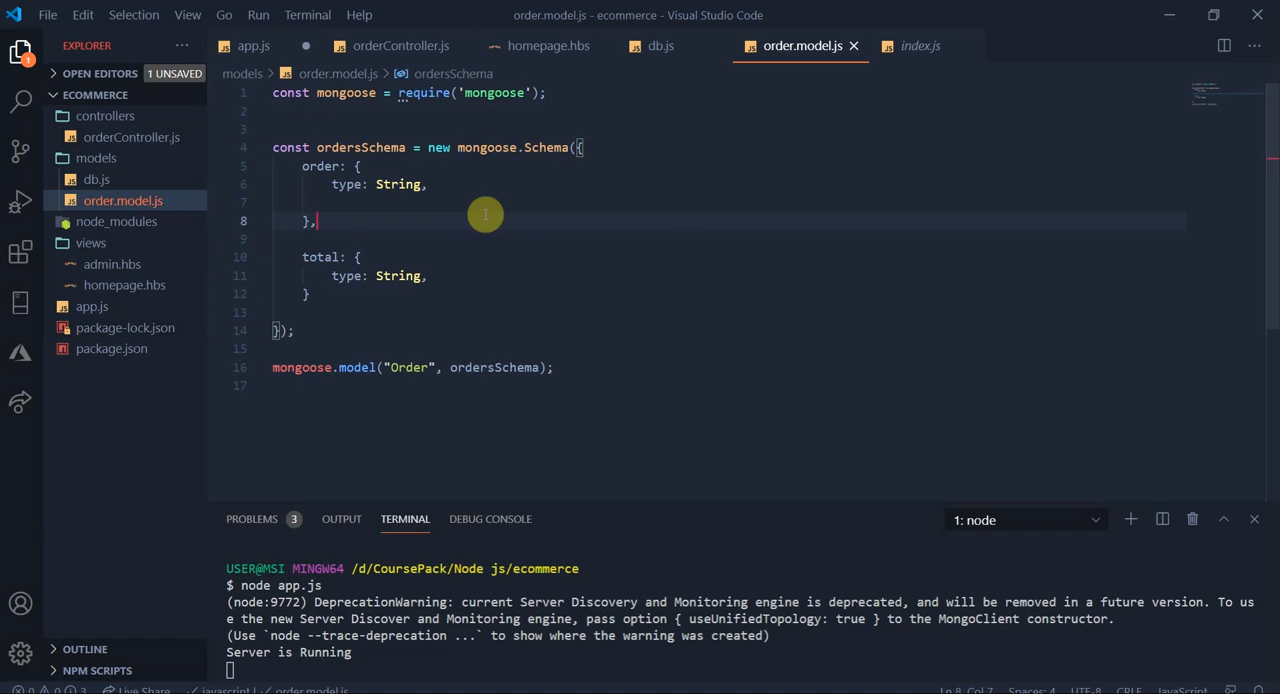 File Edit Selection View Go Run Terminal Help order.model.js - ecommerce - Visual Studio Code
EXPLORER ··· app.js orderController.js homepage.hbs db.js order.model.js index.js
1
OPEN EDITORS 1 UNSAVED
ECOMMERCE
controllers
orderController.js
models
db.js
order.model.js
node_modules
views
admin.hbs
homepage.hbs
app.js
package-lock.json
package.json
OUTLINE
NPM SCRIPTS
models > order.model.js > ordersSchema
1 const mongoose = require('mongoose');
2
3
4 const ordersSchema = new mongoose.Schema({
5 order: {
6 type: String,
7
8 },
9
10 total: {
11 type: String,
12 }
13
14 });
15
16 mongoose.model("Order", ordersSchema);
17
PROBLEMS 3 OUTPUT TERMINAL DEBUG CONSOLE 1: node
USER@MSI MINGW64 /d/CoursePack/Node js/ecommerce
$ node app.js
(node:9772) DeprecationWarning: current Server Discovery and Monitoring engine is deprecated, and will be removed in a future version. To us
e the new Server Discover and Monitoring engine, pass option { useUnifiedTopology: true } to the MongoClient constructor.
(Use `node --trace-deprecation ...` to show where the warning was created)
Server is Running
0 0 3 Live Share javascript | order.model.js Ln 8, Col 7 Spaces: 4 UTF-8 CRLF JavaScript